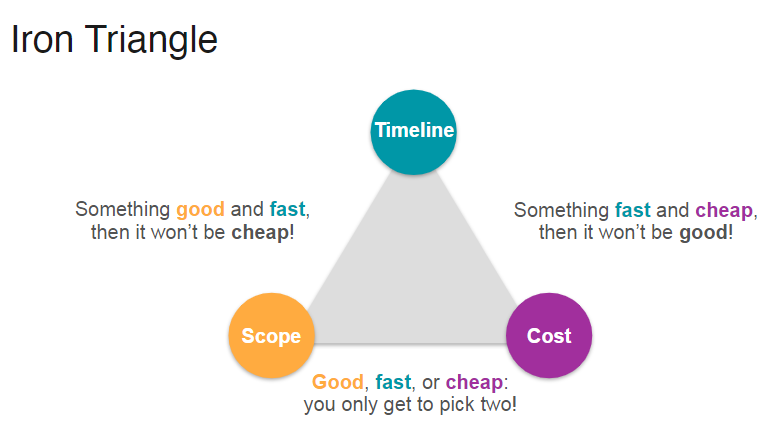 Iron Triangle
Timeline
Something good and fast,
then it won't be cheap!
Something fast and cheap,
then it won't be good!
Scope
Cost
Good, fast, or cheap:
you only get to pick two!